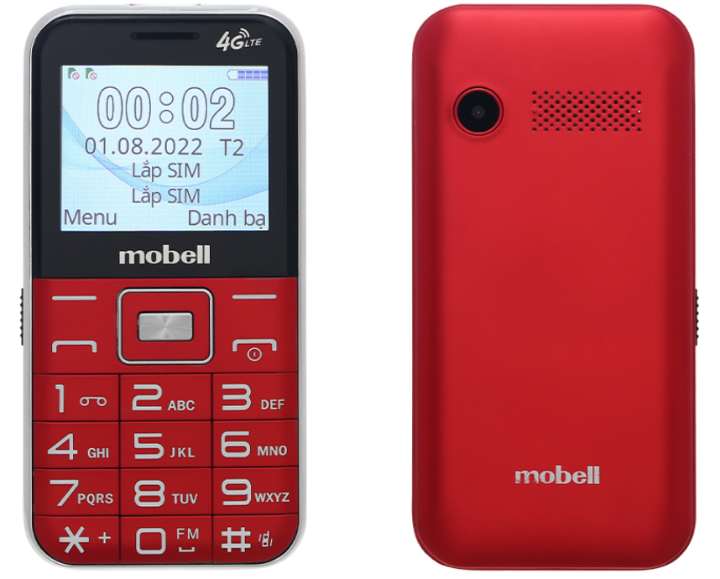 4G LTE
00:02
01.08.2022 T2
Lắp SIM
Lắp SIM
Menu Danh bạ
mobell
1 2 ABC 3 DEF
4 GHI 5 JKL 6 MNO
7 PQRS 8 TUV 9 WXYZ
* + 0 FM #
mobell